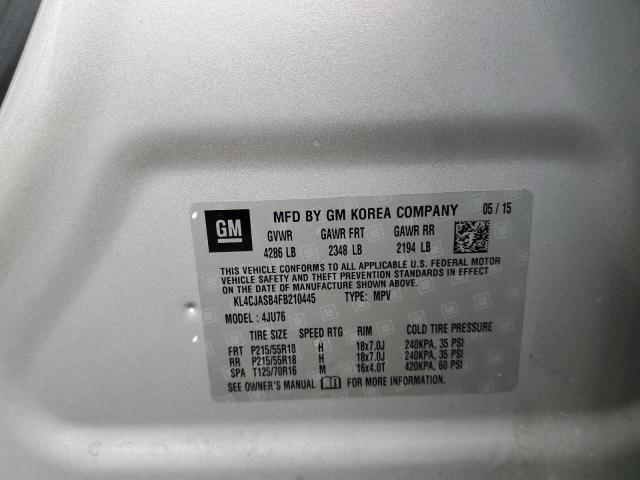 GM
MFD BY GM KOREA COMPANY 05 / 15
GVWR GAWR FRT GAWR RR
4286 LB 2348 LB 2194 LB
THIS VEHICLE CONFORMS TO ALL APPLICABLE U.S. FEDERAL MOTOR
VEHICLE SAFETY AND THEFT PREVENTION STANDARDS IN EFFECT
ON THE DATE OF MANUFACTURE SHOWN ABOVE.
KL4CJASB4FB210445 TYPE: MPV
MODEL: 4JU76
TIRE SIZE SPEED RTG RIM COLD TIRE PRESSURE
FRT P215/55R18 H 18x7.0J 240KPA, 35 PSI
RR P215/55R18 H 18x7.0J 240KPA, 35 PSI
SPA T125/70R16 M 16x4.0T 420KPA, 60 PSI
SEE OWNER'S MANUAL FOR MORE INFORMATION